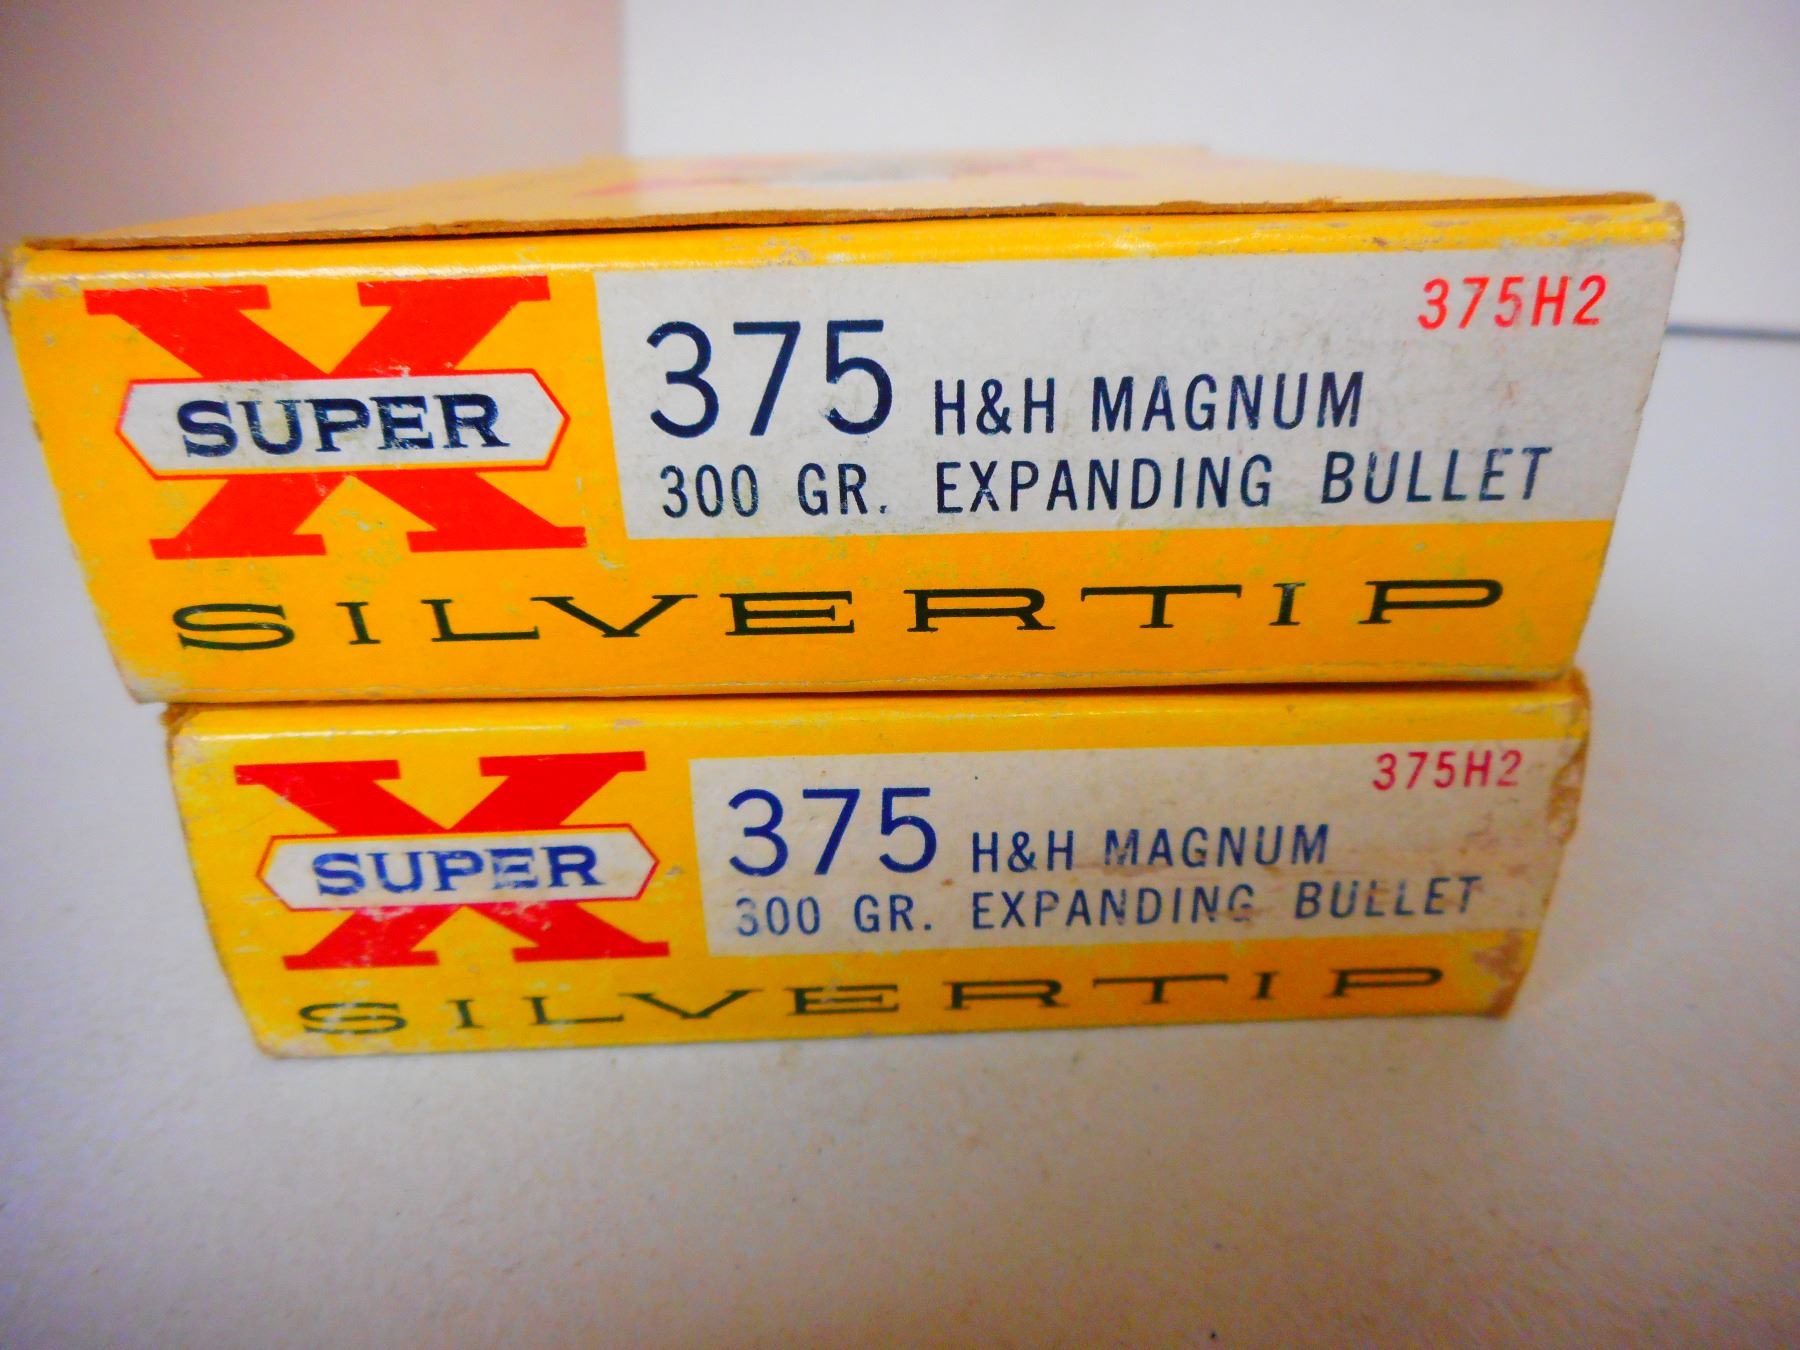 X
SUPER
375H2
375 H&H MAGNUM
300 GR. EXPANDING BULLET
SILVERTIP
X
SUPER
375H2
375 H&H MAGNUM
300 GR. EXPANDING BULLET
SILVERTIP